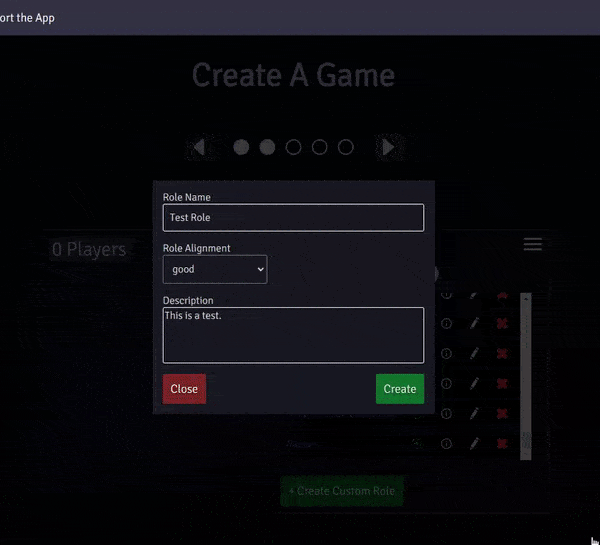 ort the App
Create A Game
0 Players
Role Name
Test Role
Role Alignment
good
Description
This is a test.
Close
Create
+ Create Custom Role